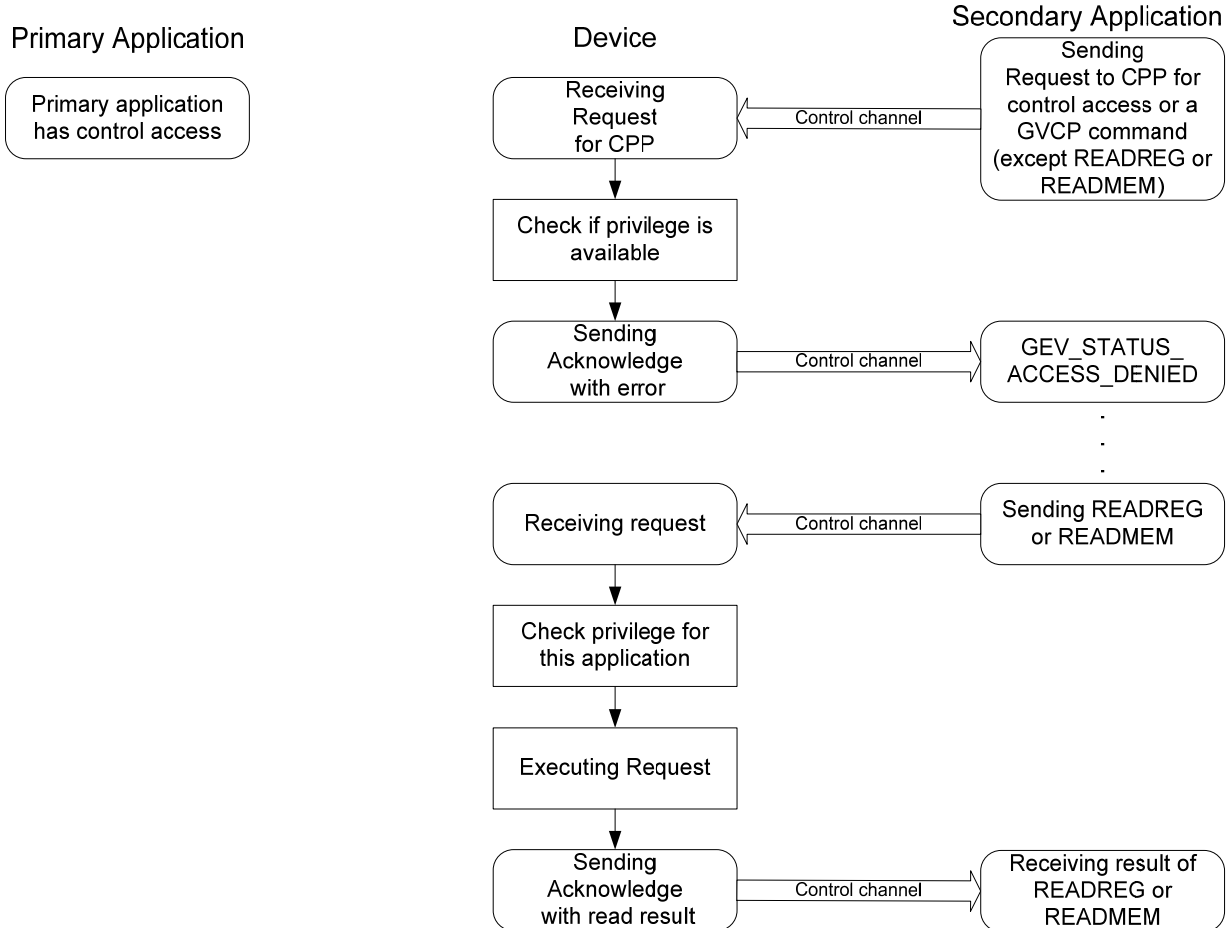 Primary Application
Device
Secondary Application
Primary application
has control access
Receiving
Request
for CPP
Control channel
Sending
Request to CPP for
control access or a
GVCP command
(except READREG or
READMEM)
Check if privilege is
available
Sending
Acknowledge
with error
Control channel
GEV_STATUS_
ACCESS_DENIED
.
.
.
Receiving request
Control channel
Sending READREG
or READMEM
Check privilege for
this application
Executing Request
Sending
Acknowledge
with read result
Control channel
Receiving result of
READREG or
READMEM